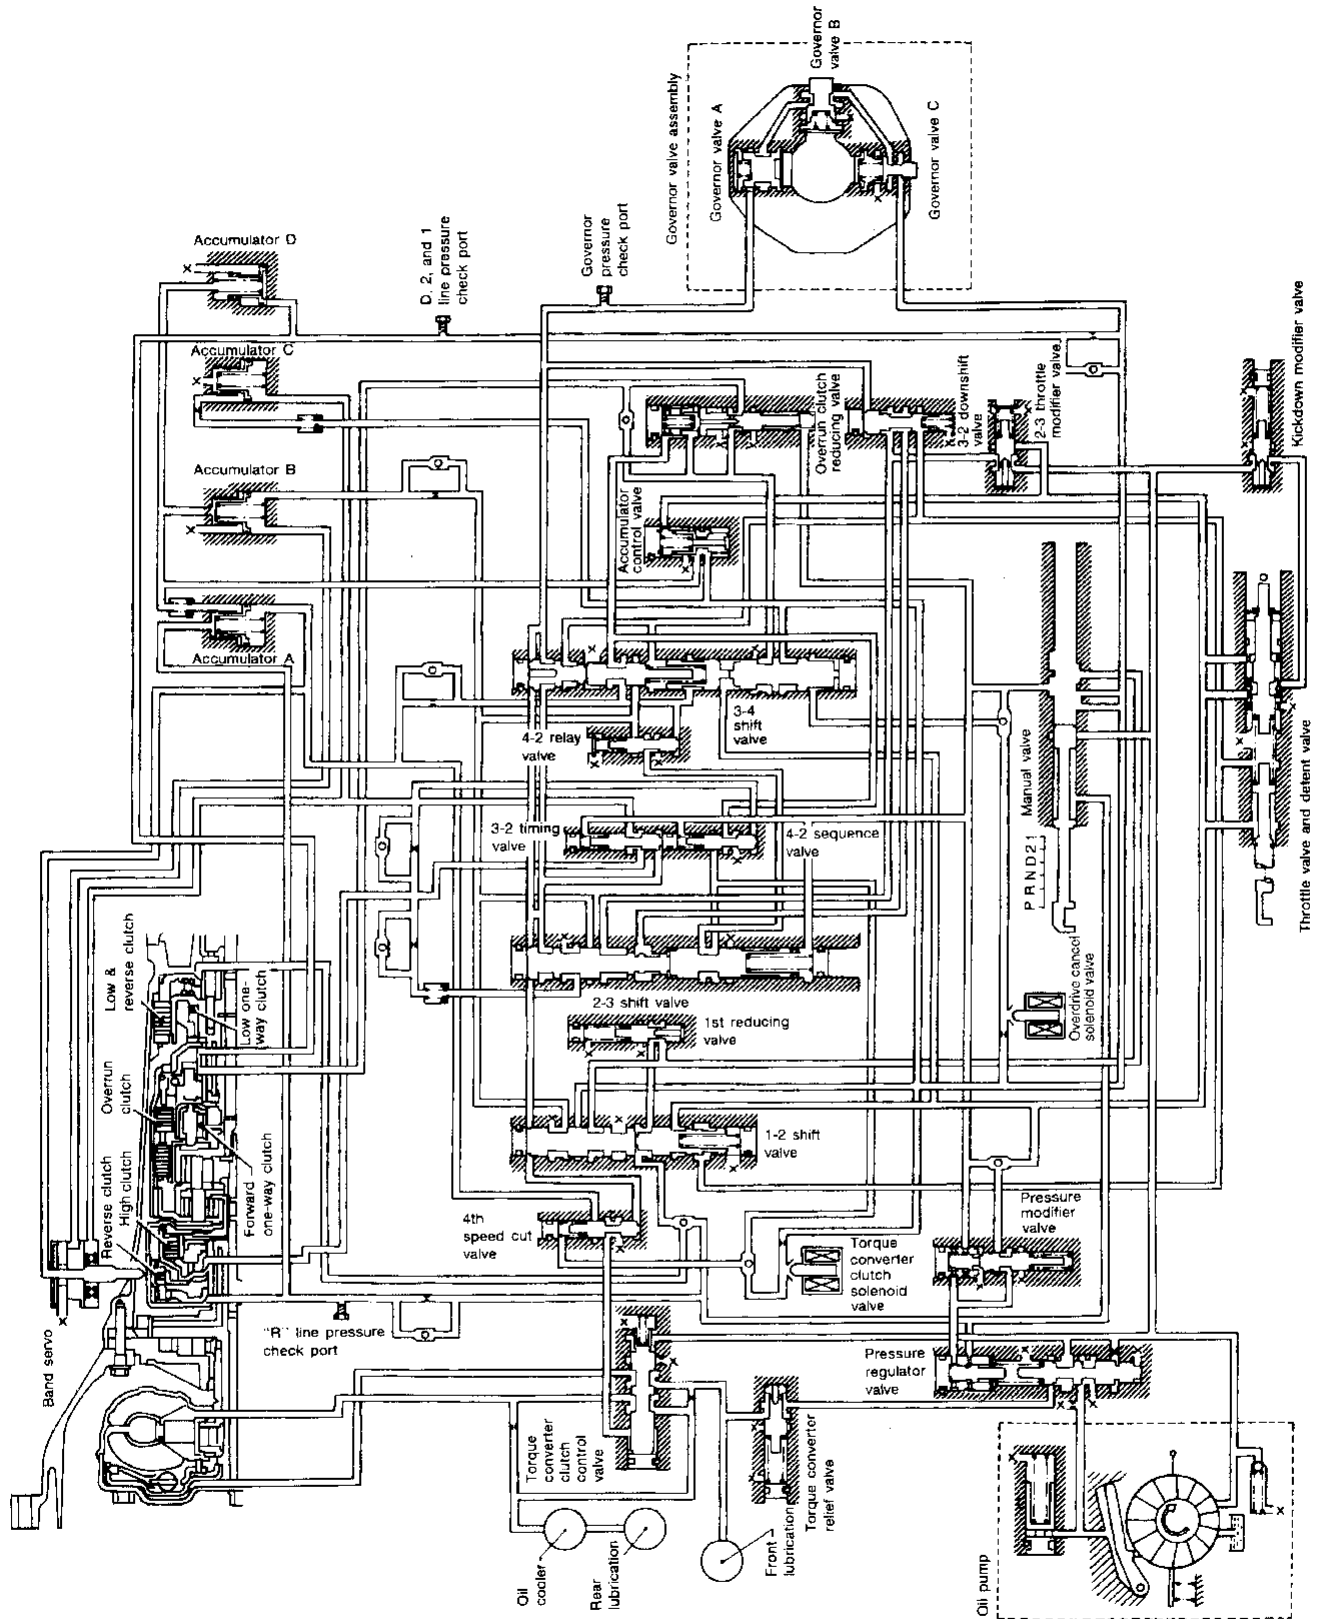 Governor
valve B
Governor valve assembly
Governor valve A
Governor valve C
Accumulator D
D, 2, and 1
line pressure
check port
Governor
pressure
check port
Accumulator C
Accumulator B
Accumulator A
Overrun clutch
reducing valve
3-2 downshift
valve
2-3 throttle
modifier valve
Kickdown modifier valve
Accumulator
control valve
3-4
shift
valve
4-2 relay
valve
3-2 timing
valve
4-2 sequence
valve
Manual valve
P R N D 2 1
Throttle valve and detent valve
Low &
reverse clutch
Low one-
way clutch
Overrun
clutch
Forward
one-way clutch
High clutch
Reverse clutch
Band servo
2-3 shift valve
1st reducing
valve
Overdrive cancel
solenoid valve
1-2 shift
valve
4th
speed cut
valve
Torque
converter
clutch
solenoid
valve
Pressure
modifier
valve
"R" line pressure
check port
Pressure
regulator
valve
Torque
converter
clutch
control
valve
Torque converter
relief valve
Front
lubrication
Oil
cooler
Rear
lubrication
Oil pump